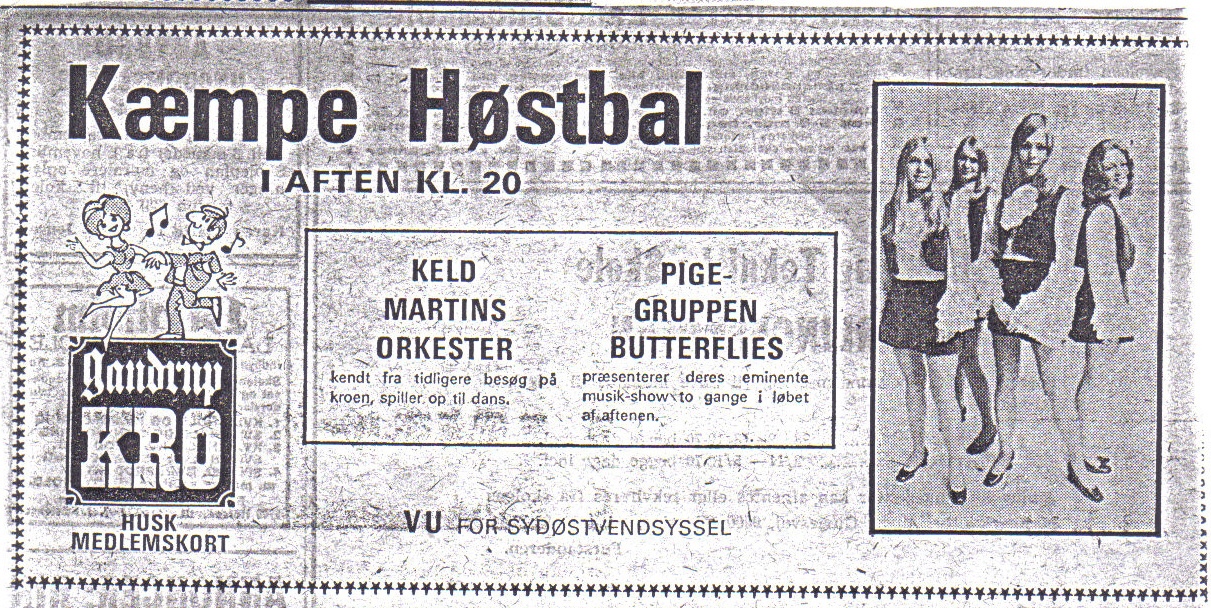 Kæmpe Høstbal
I AFTEN KL. 20
KELD
MARTINS
ORKESTER
kendt fra tidligere besøg på
kroen, spiller op til dans.
PIGE-
GRUPPEN
BUTTERFLIES
præsenterer deres eminente
musik-show to gange i løbet
af aftenen.
Gandrup
KRO
HUSK
MEDLEMSKORT
VU FOR SYDØSTVENDSYSSEL